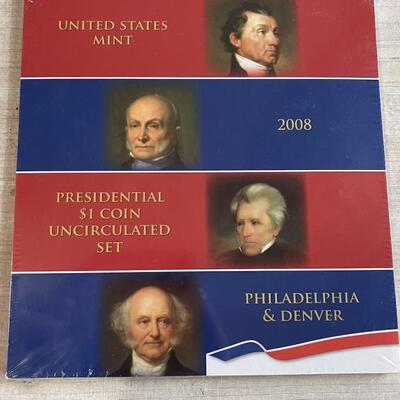 UNITED STATES
MINT
2008
PRESIDENTIAL
$1 COIN
UNCIRCULATED
SET
PHILADELPHIA
& DENVER